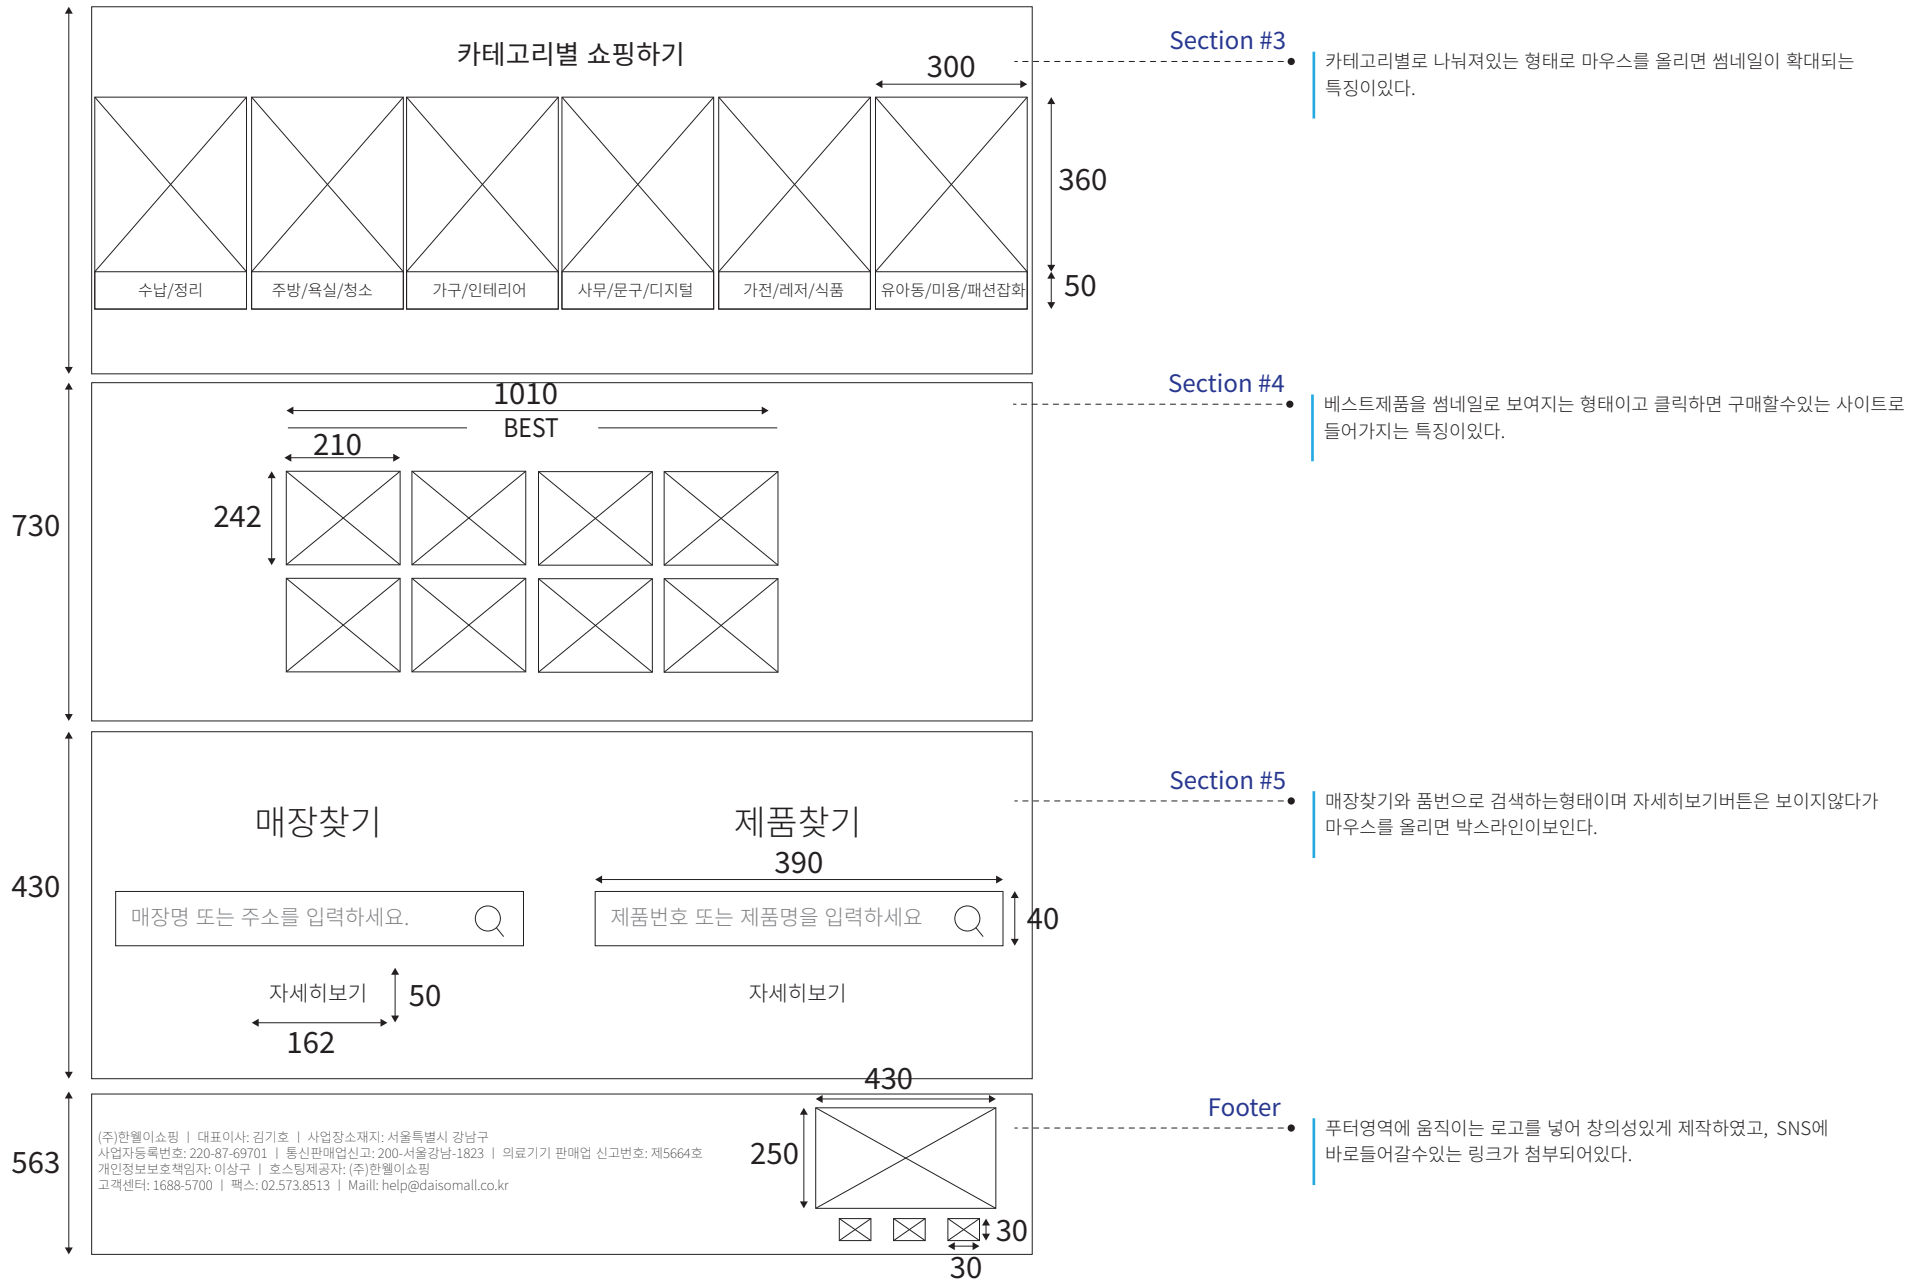 카테고리별 쇼핑하기
300
360
수납/정리
주방/욕실/청소
가구/인테리어
사무/문구/디지털
가전/레저/식품
유아동/미용/패션잡화
50
Section #3
카테고리별로 나눠져있는 형태로 마우스를 올리면 썸네일이 확대되는
특징이있다.
1010
BEST
210
242
730
Section #4
베스트제품을 썸네일로 보여지는 형태이고 클릭하면 구매할수있는 사이트로
들어가지는 특징이있다.
매장찾기
제품찾기
390
430
매장명 또는 주소를 입력하세요.
제품번호 또는 제품명을 입력하세요
40
자세히보기
50
162
자세히보기
Section #5
매장찾기와 품번으로 검색하는형태이며 자세히보기버튼은 보이지않다가
마우스를 올리면 박스라인이보인다.
430
250
563
(주)한웰이쇼핑 ㅣ 대표이사: 김기호 ㅣ 사업장소재지: 서울특별시 강남구
사업자등록번호: 220-87-69701 ㅣ 통신판매업신고: 200-서울강남-1823 ㅣ 의료기기 판매업 신고번호: 제5664호
개인정보보호책임자: 이상구 ㅣ 호스팅제공자: (주)한웰이쇼핑
고객센터: 1688-5700 ㅣ 팩스: 02.573.8513 ㅣ Maill: help@daisomall.co.kr
30
30
Footer
푸터영역에 움직이는 로고를 넣어 창의성있게 제작하였고, SNS에
바로들어갈수있는 링크가 첨부되어있다.